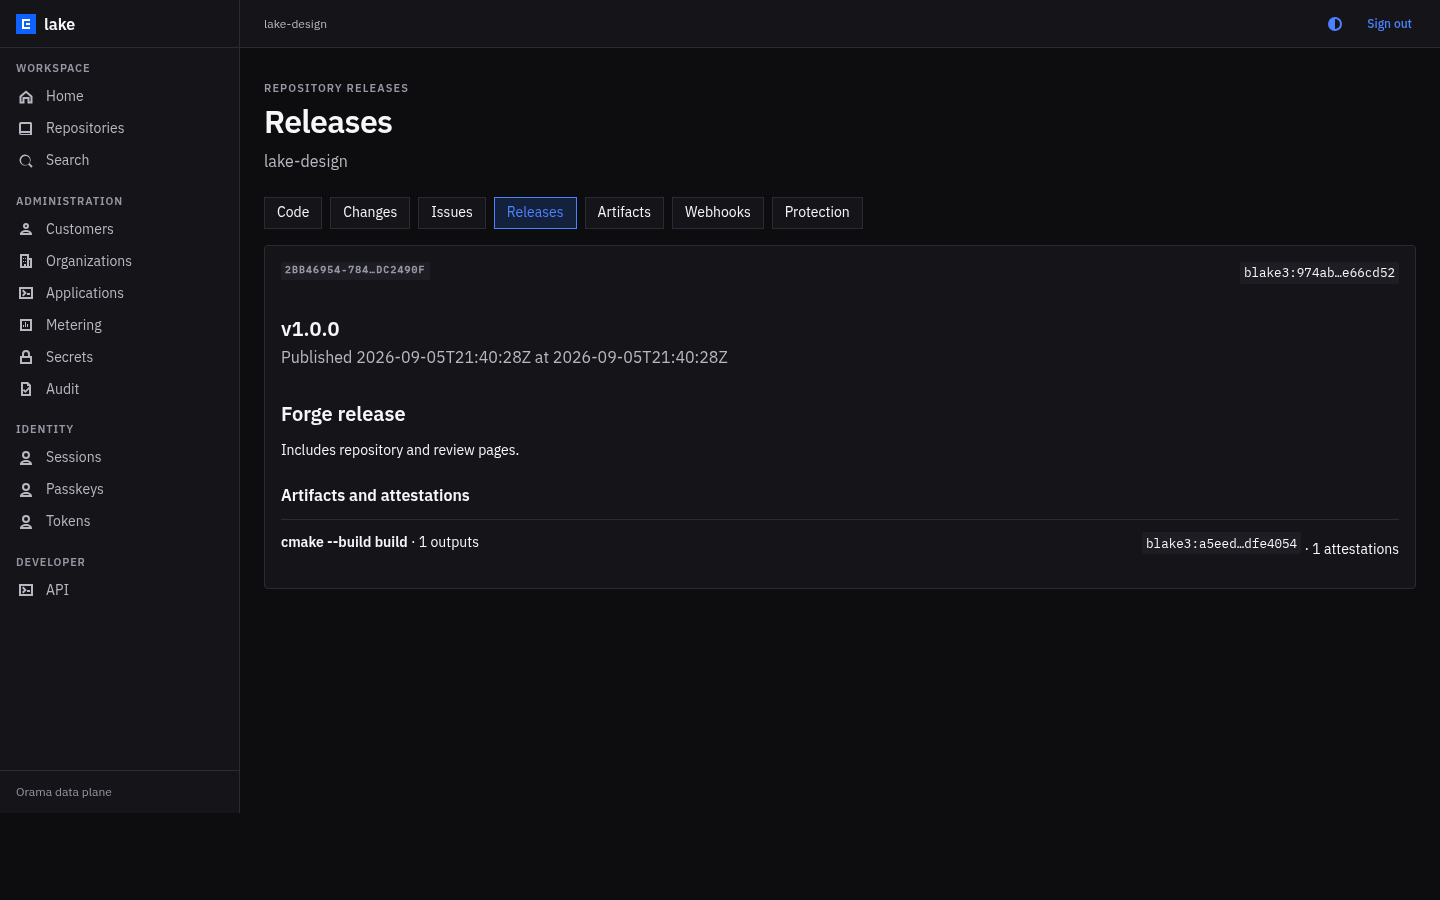 lake
lake-design
Sign out
WORKSPACE
Home
Repositories
Search
ADMINISTRATION
Customers
Organizations
Applications
Metering
Secrets
Audit
IDENTITY
Sessions
Passkeys
Tokens
DEVELOPER
API
Orama data plane
REPOSITORY RELEASES
Releases
lake-design
Code Changes Issues Releases Artifacts Webhooks Protection
2BB46954-784…DC2490F blake3:974ab…e66cd52
v1.0.0
Published 2026-09-05T21:40:28Z at 2026-09-05T21:40:28Z
Forge release
Includes repository and review pages.
Artifacts and attestations
cmake --build build · 1 outputs blake3:a5eed…dfe4054 · 1 attestations